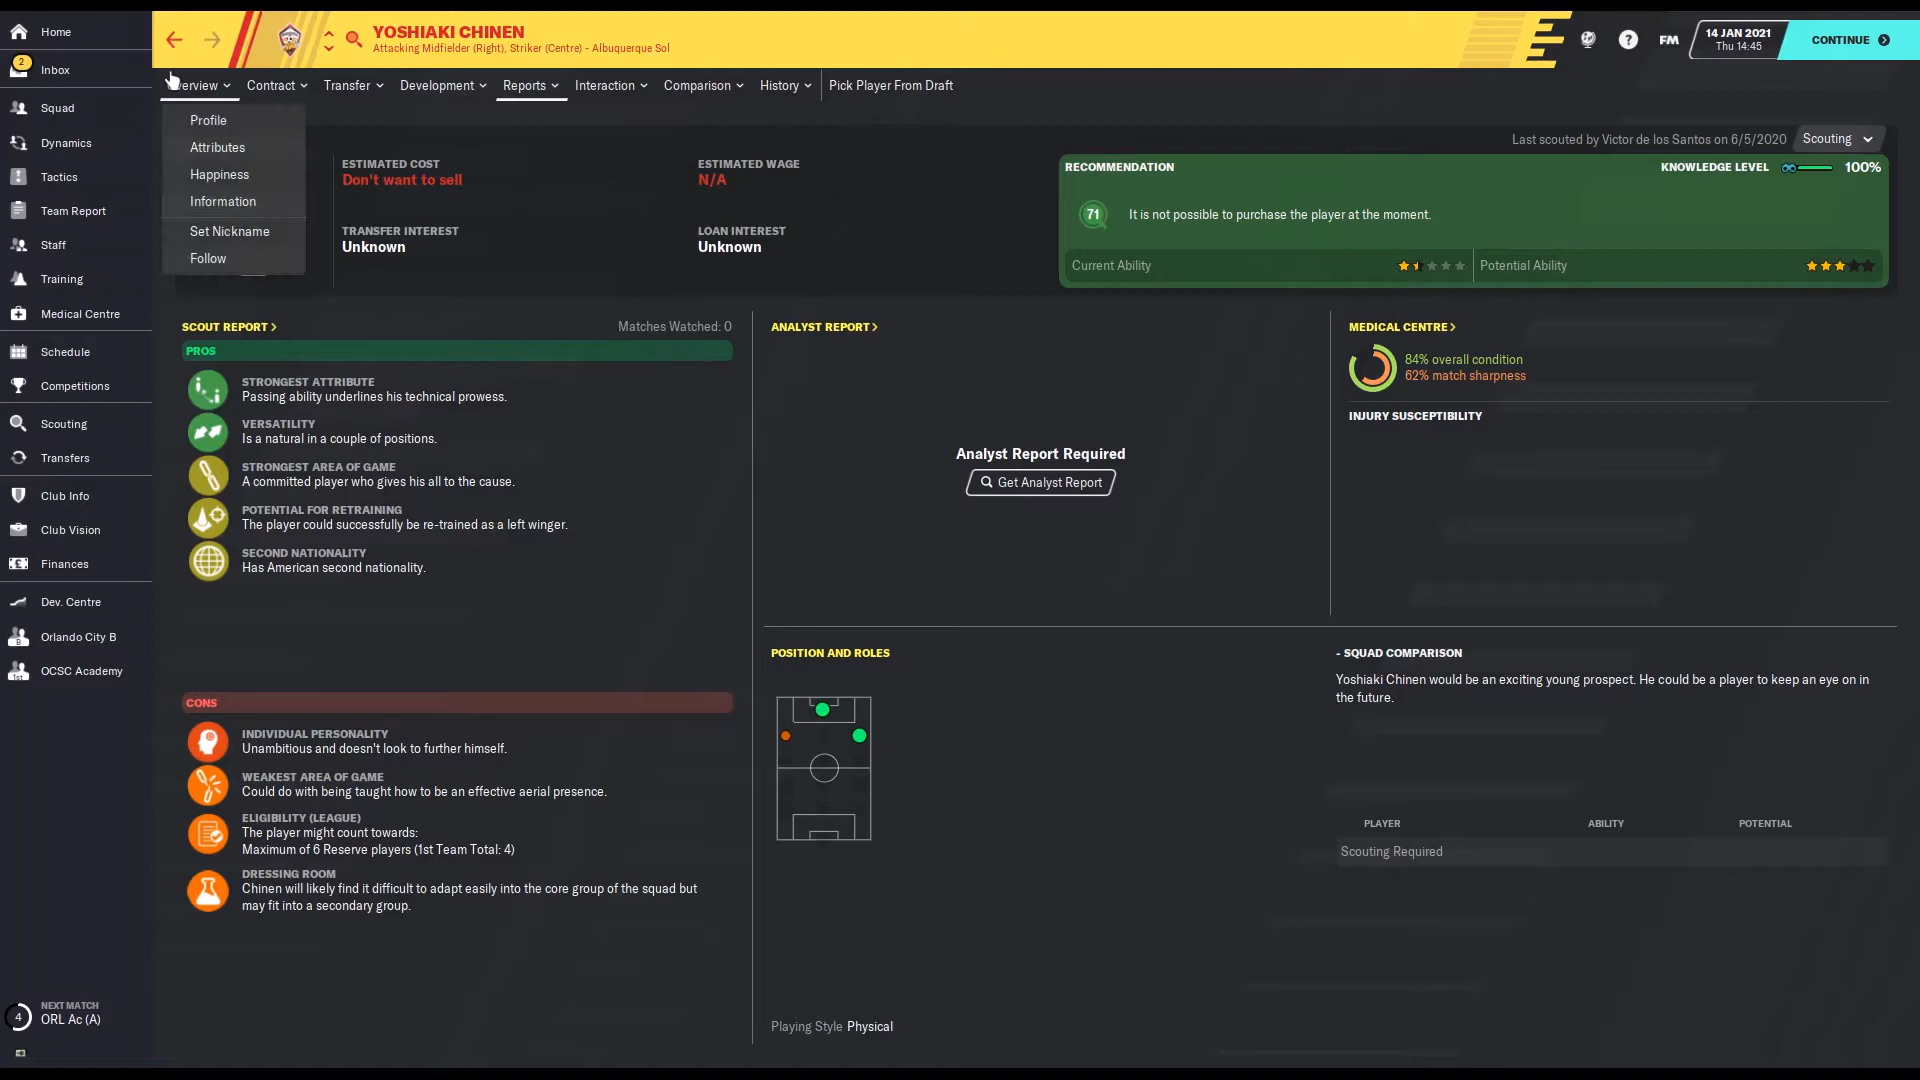 Home
2
Inbox
Squad
Dynamics
Tactics
Team Report
Staff
Training
Medical Centre
Schedule
Competitions
Scouting
Transfers
Club Info
Club Vision
Finances
Dev. Centre
B
Orlando City B
1st
OCSC Academy
NEXT MATCH
4
ORL Ac (A)
YOSHIAKI CHINEN
Attacking Midfielder (Right), Striker (Centre) - Albuquerque Sol
?
FM
14 JAN 2021
Thu 14:45
CONTINUE
Overview
Contract
Transfer
Development
Reports
Interaction
Comparison
History
Pick Player From Draft
Profile
Attributes
Happiness
Information
Set Nickname
Follow
Last scouted by Victor de los Santos on 6/5/2020
Scouting
ESTIMATED COST
Don't want to sell
ESTIMATED WAGE
N/A
TRANSFER INTEREST
Unknown
LOAN INTEREST
Unknown
RECOMMENDATION
KNOWLEDGE LEVEL
100%
71
It is not possible to purchase the player at the moment.
Current Ability
Potential Ability
SCOUT REPORT >
Matches Watched: 0
PROS
STRONGEST ATTRIBUTE
Passing ability underlines his technical prowess.
VERSATILITY
Is a natural in a couple of positions.
STRONGEST AREA OF GAME
A committed player who gives his all to the cause.
POTENTIAL FOR RETRAINING
The player could successfully be re-trained as a left winger.
SECOND NATIONALITY
Has American second nationality.
CONS
INDIVIDUAL PERSONALITY
Unambitious and doesn't look to further himself.
WEAKEST AREA OF GAME
Could do with being taught how to be an effective aerial presence.
ELIGIBILITY (LEAGUE)
The player might count towards:
Maximum of 6 Reserve players (1st Team Total: 4)
DRESSING ROOM
Chinen will likely find it difficult to adapt easily into the core group of the squad but
may fit into a secondary group.
ANALYST REPORT >
Analyst Report Required
Get Analyst Report
MEDICAL CENTRE >
84% overall condition
62% match sharpness
INJURY SUSCEPTIBILITY
POSITION AND ROLES
Playing Style Physical
- SQUAD COMPARISON
Yoshiaki Chinen would be an exciting young prospect. He could be a player to keep an eye on in
the future.
PLAYER
ABILITY
POTENTIAL
Scouting Required